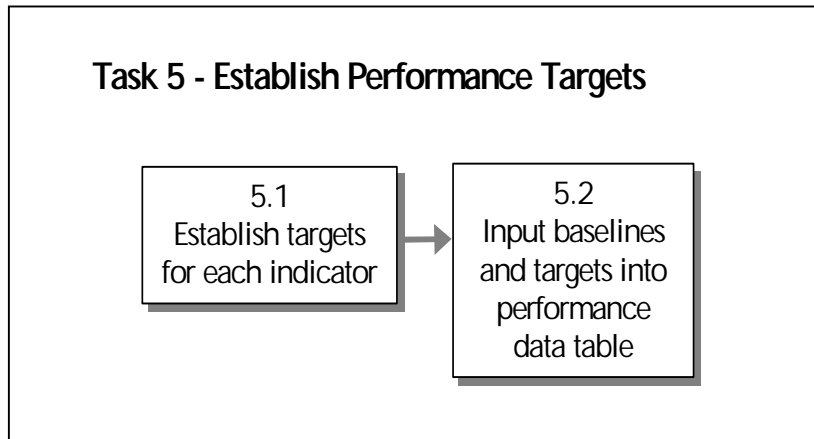 Task 5 - Establish Performance Targets
5.1
Establish targets
for each indicator
5.2
Input baselines
and targets into
performance
data table